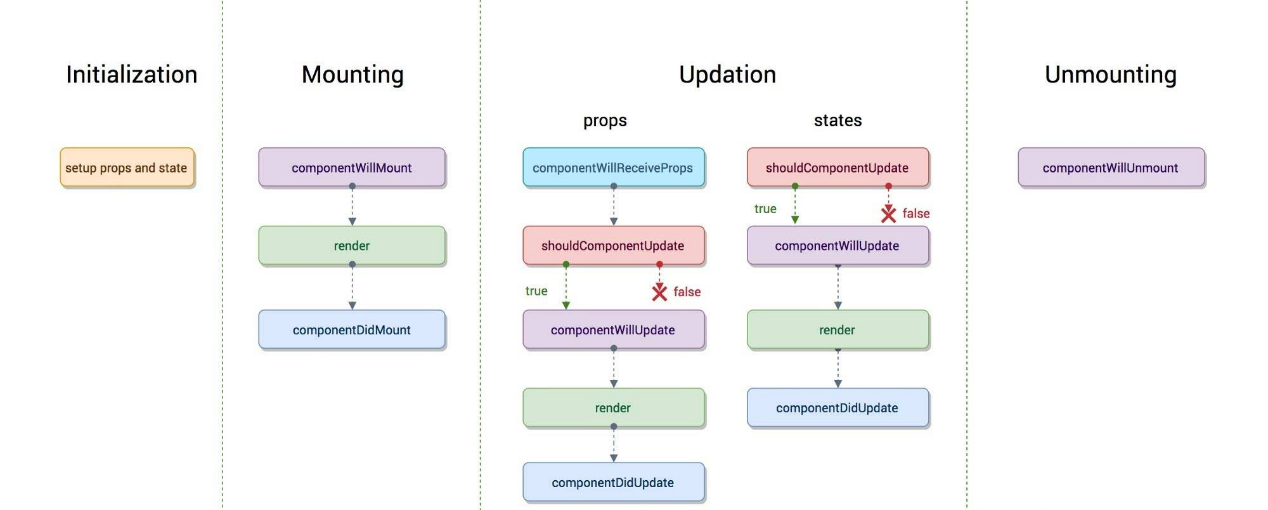 Initialization
setup props and state
Mounting
componentWillMount
render
componentDidMount
Updation
props
componentWillReceiveProps
shouldComponentUpdate
true
false
componentWillUpdate
render
componentDidUpdate
states
shouldComponentUpdate
true
false
componentWillUpdate
render
componentDidUpdate
Unmounting
componentWillUnmount